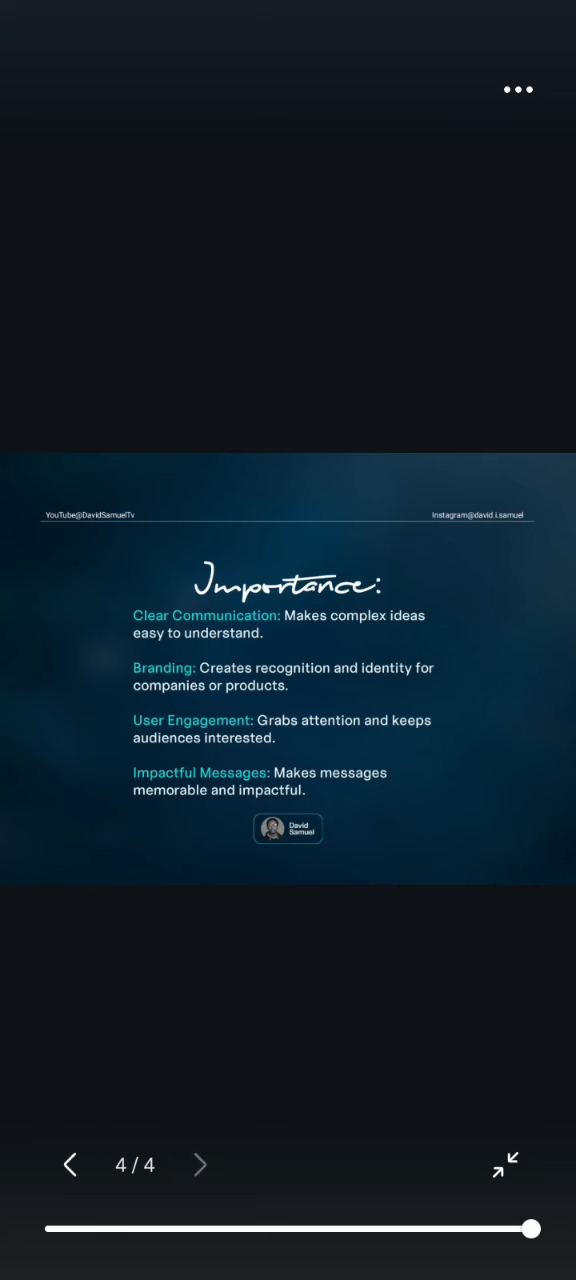 YouTube@DavidSamuelTv
Instagram@david.i.samuel
Importance:
Clear Communication: Makes complex ideas
easy to understand.
Branding: Creates recognition and identity for
companies or products.
User Engagement: Grabs attention and keeps
audiences interested.
Impactful Messages: Makes messages
memorable and impactful.
David
Samuel
4 / 4